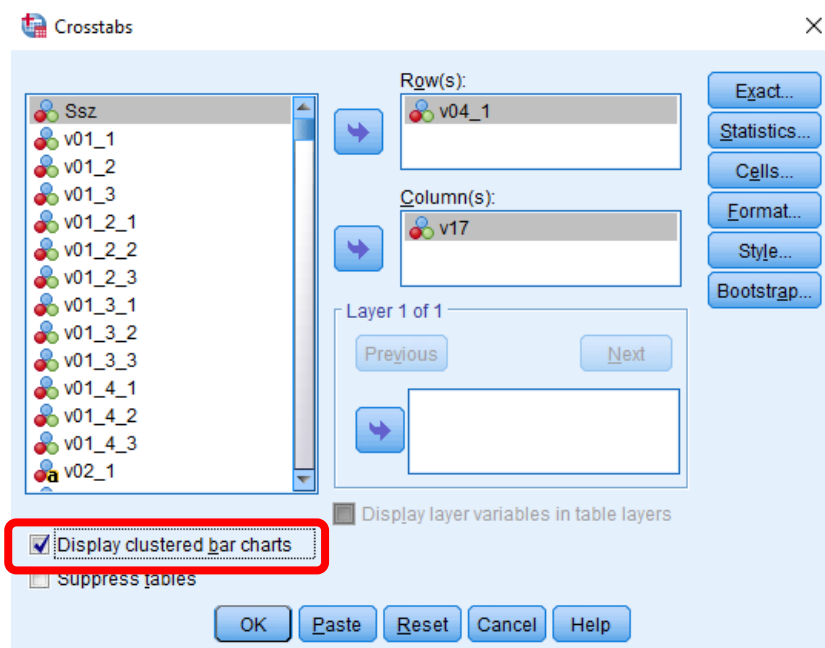 Crosstabs
Ssz
v01_1
v01_2
v01_3
v01_2_1
v01_2_2
v01_2_3
v01_3_1
v01_3_2
v01_3_3
v01_4_1
v01_4_2
v01_4_3
a v02_1
Row(s):
v04_1
Column(s):
v17
Layer 1 of 1
Previous Next
Display layer variables in table layers
Exact...
Statistics...
Cells...
Format...
Style...
Bootstrap...
Display clustered bar charts
Suppress tables
OK Paste Reset Cancel Help